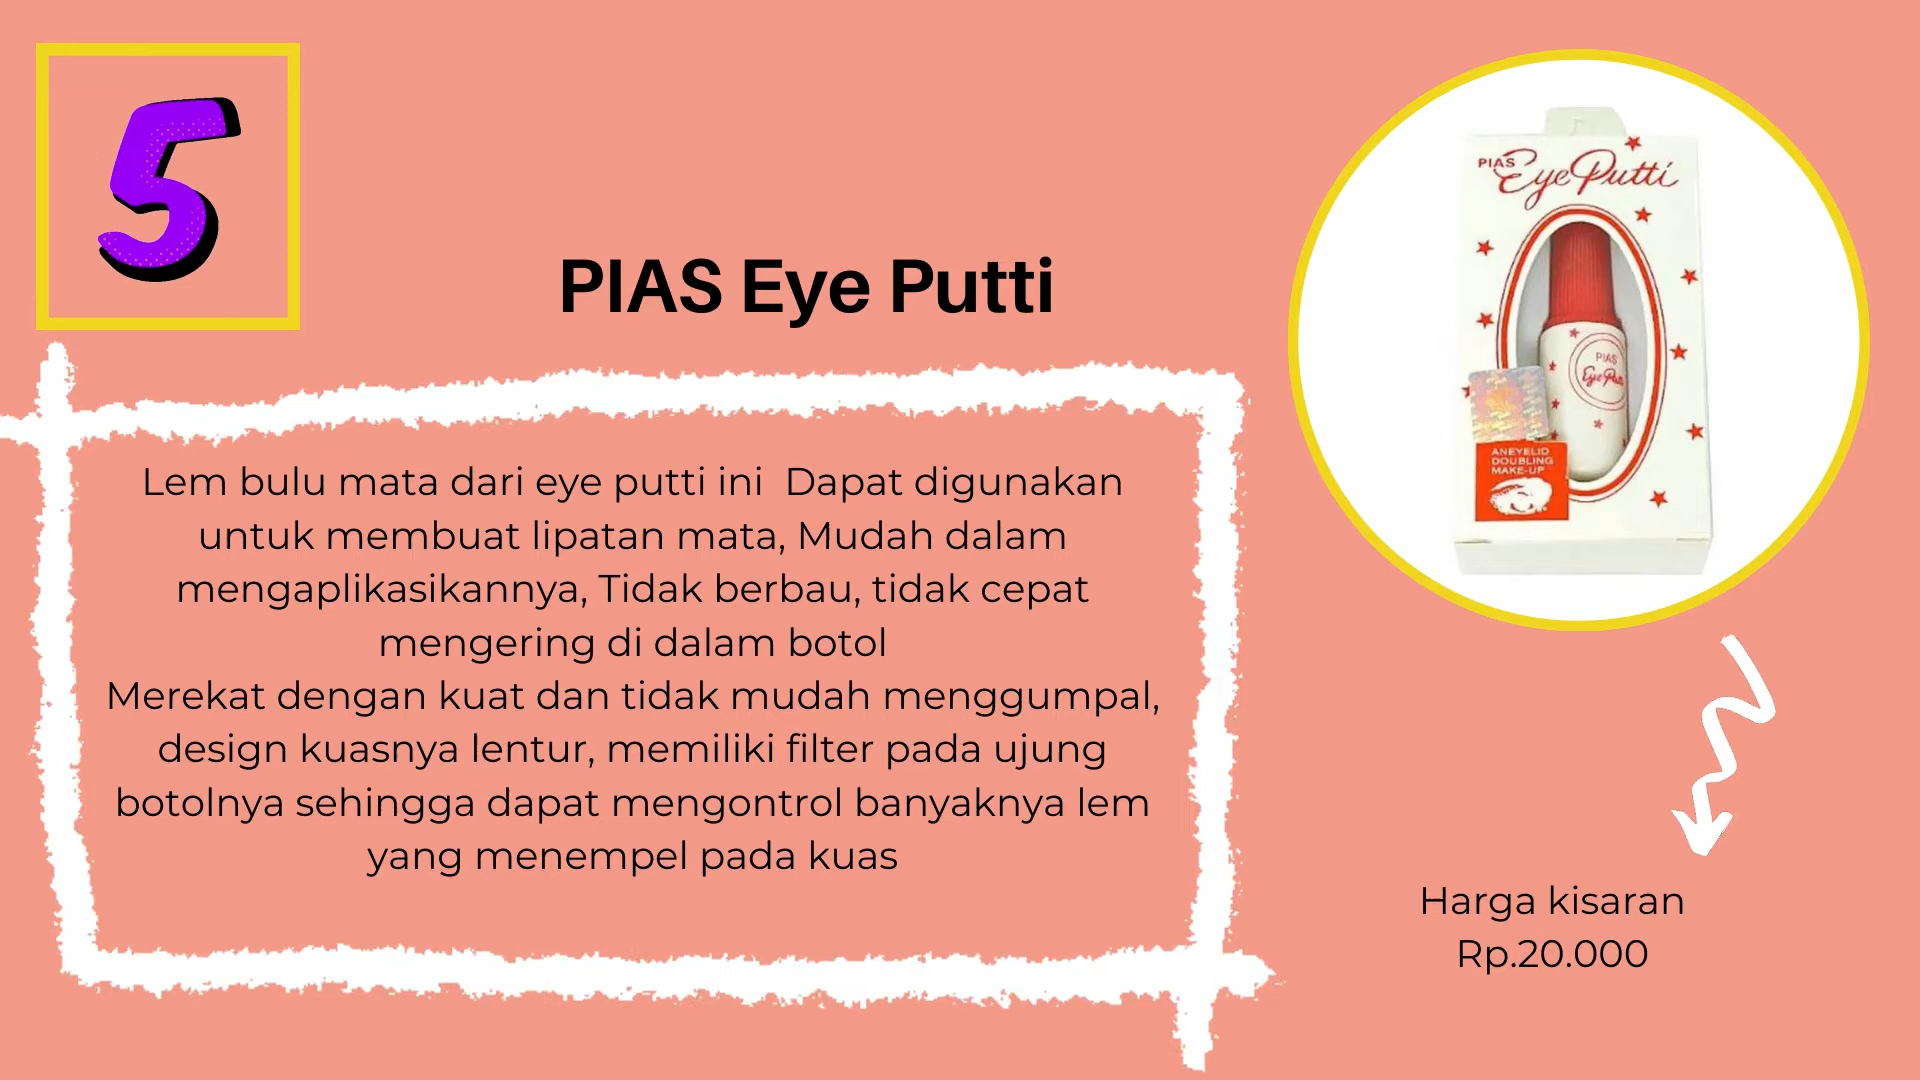 5
PIAS Eye Putti
Lem bulu mata dari eye putti ini  Dapat digunakan
untuk membuat lipatan mata, Mudah dalam
mengaplikasikannya, Tidak berbau, tidak cepat
mengering di dalam botol
Merekat dengan kuat dan tidak mudah menggumpal,
design kuasnya lentur, memiliki filter pada ujung
botolnya sehingga dapat mengontrol banyaknya lem
yang menempel pada kuas
PIAS Eye Putti
PIAS
ANEYELID
DOUBLING
MAKE-UP
Harga kisaran
Rp.20.000